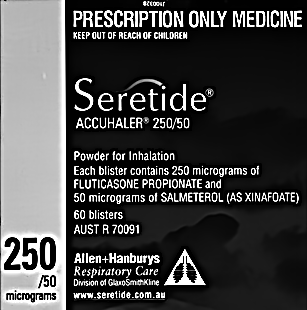 PRESCRIPTION ONLY MEDICINE
KEEP OUT OF REACH OF CHILDREN
Seretide®
ACCUHALER® 250/50
Powder for Inhalation
Each blister contains 250 micrograms of
FLUTICASONE PROPIONATE and
50 micrograms of SALMETEROL (AS XINAFOATE)
60 blisters
AUST R 70091
250
/50
micrograms
Allen+Hanburys
Respiratory Care
Division of GlaxoSmithKline
www.seretide.com.au